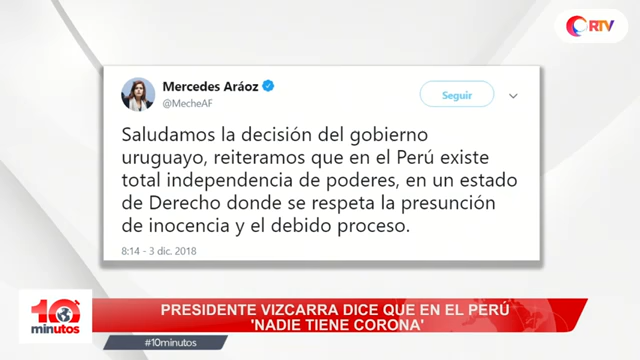 RTV
Mercedes Aráoz
@MecheAF
Seguir
Saludamos la decisión del gobierno
uruguayo, reiteramos que en el Perú existe
total independencia de poderes, en un estado
de Derecho donde se respeta la presunción
de inocencia y el debido proceso.
8:14 - 3 dic. 2018
10
minutos
PRESIDENTE VIZCARRA DICE QUE EN EL PERÚ
'NADIE TIENE CORONA'
#10minutos